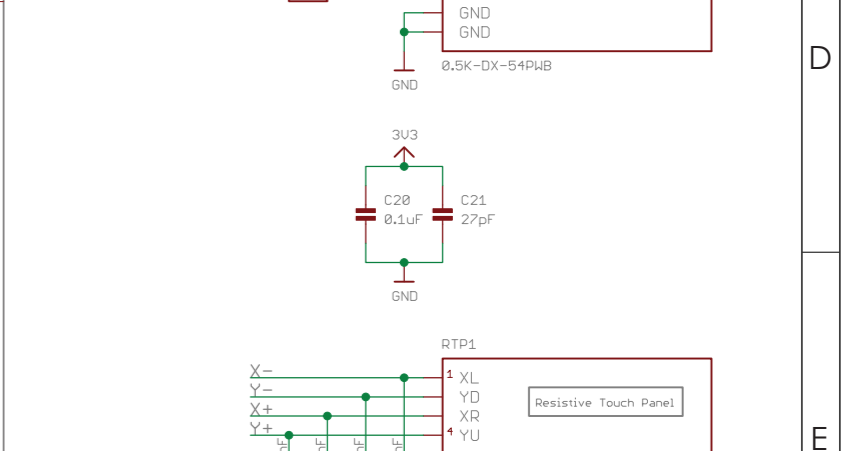 GND
GND
0.5K-DX-54PWB
D
GND
3V3
C20
C21
0.1uF
27pF
GND
RTP1
X-
1 XL
Y-
YD
Resistive Touch Panel
X+
XR
Y+
4 YU
E